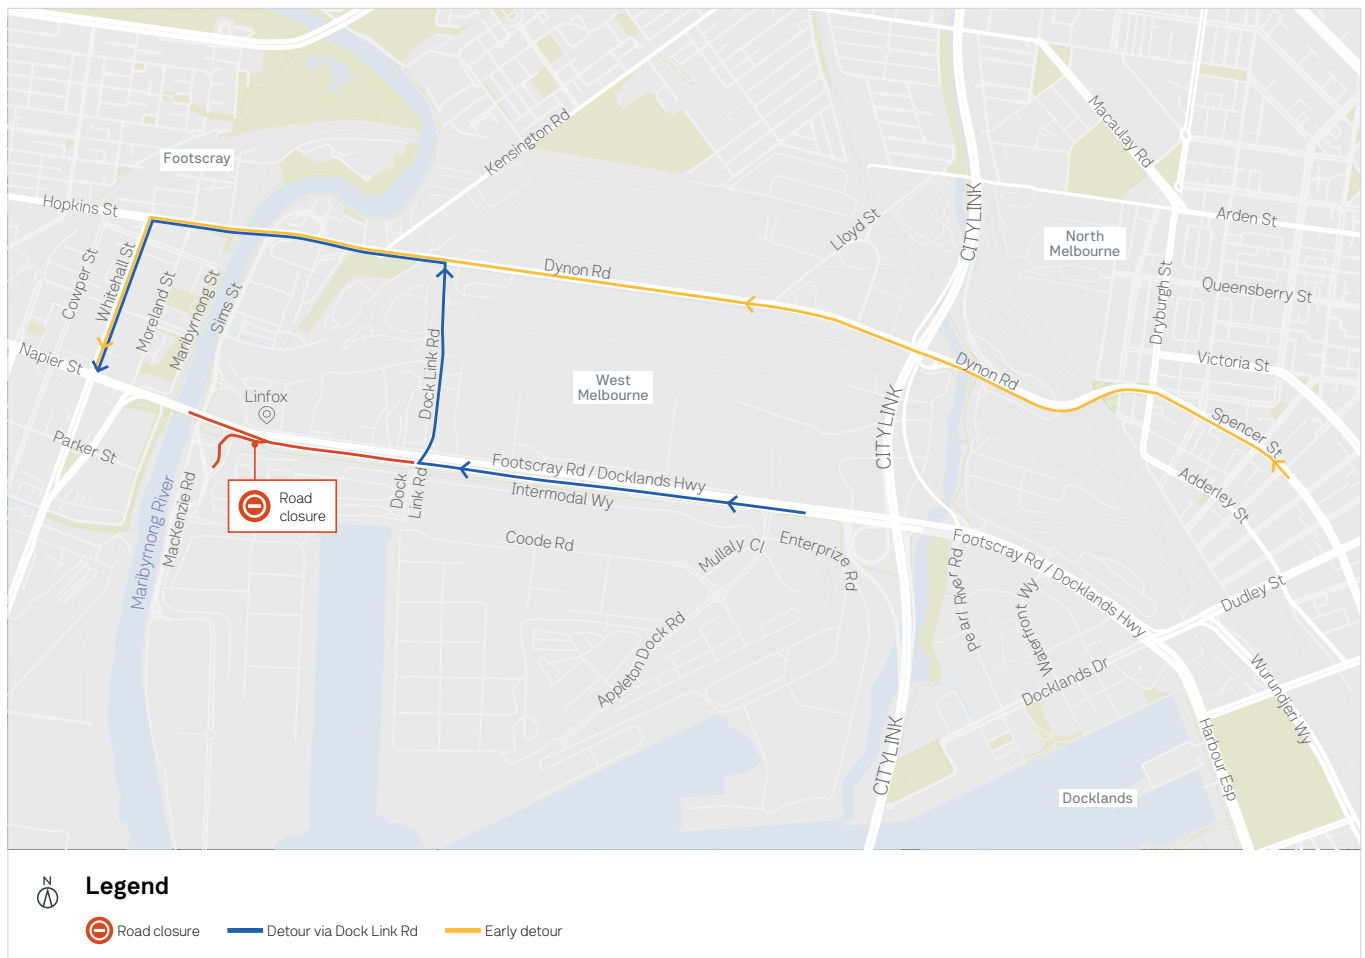 Kensington Rd
Macaulay Rd
Footscray
CITYLINK
Hopkins St
Lloyd St
Arden St
North
Melbourne
Cowper St
Whitehall St
Moreland St
Maribyrnong St
Sims St
Dynon Rd
Dryburgh St
Queensberry St
Napier St
Dock Link Rd
West
Melbourne
Dynon Rd
Victoria St
Linfox
CITYLINK
Spencer St
Parker St
Footscray Rd / Docklands Hwy
Intermodal Wy
Dock
Link Rd
Adderley St
Road
closure
MacKenzie Rd
Maribyrnong River
Coode Rd
Mullaly Cl
Enterprize Rd
Footscray Rd / Docklands Hwy
Pearl River Rd
Waterfront Wy
Dudley St
Appleton Dock Rd
Docklands Dr
Wurundjeri Wy
CITYLINK
Harbour Esp
Docklands
N
Legend
Road closure
Detour via Dock Link Rd
Early detour